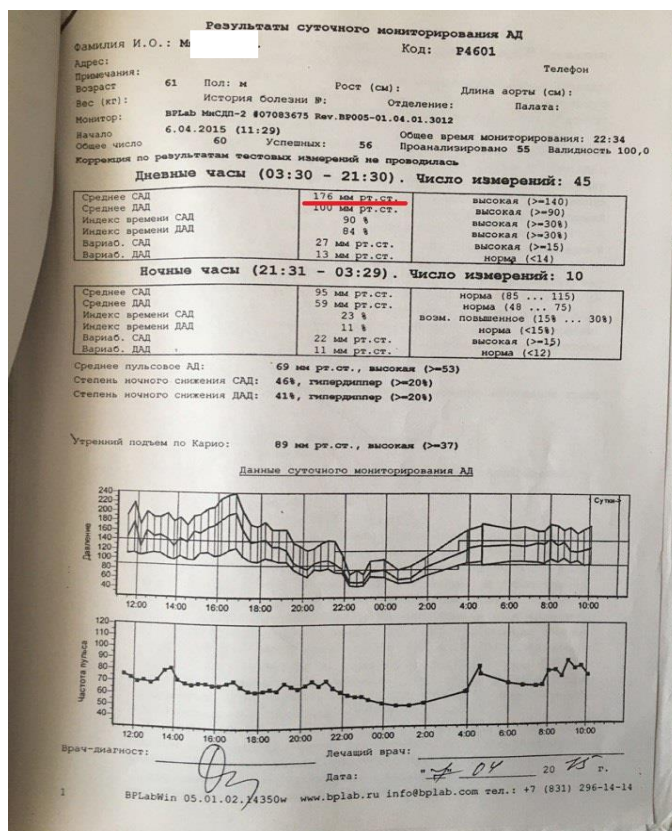 Результаты суточного мониторирования АД
Фамилия И.О.: М
Код: P4601
Адрес:
Телефон
Примечания:
Возраст 61 Пол: м Рост (см): Длина аорты (см):
Вес (кг): История болезни №: Отделение: Палата:
Монитор: BPLab МнСДП-2 #07083675 Rev.BP005-01.04.01.3012
Начало 6.04.2015 (11:29) Общее время мониторирования: 22:34
Общее число 60 Успешных: 56 Проанализировано 55 Валидность 100,0
Коррекция по результатам тестовых измерений не проводилась
Дневные часы (03:30 - 21:30). Число измерений: 45
Среднее САД 176 мм рт.ст. высокая (>=140)
Среднее ДАД 100 мм рт.ст. высокая (>=90)
Индекс времени САД 90 % высокая (>=30%)
Индекс времени ДАД 84 % высокая (>=30%)
Вариаб. САД 27 мм рт.ст. высокая (>=15)
Вариаб. ДАД 13 мм рт.ст. норма (<14)
Ночные часы (21:31 - 03:29). Число измерений: 10
Среднее САД 95 мм рт.ст. норма (85 ... 115)
Среднее ДАД 59 мм рт.ст. норма (48 ... 75)
Индекс времени САД 23 % возм. повышенное (15% ... 30%)
Индекс времени ДАД 11 % норма (<15%)
Вариаб. САД 22 мм рт.ст. высокая (>=15)
Вариаб. ДАД 11 мм рт.ст. норма (<12)
Среднее пульсовое АД: 69 мм рт.ст., высокая (>=53)
Степень ночного снижения САД: 46%, гипердиппер (>=20%)
Степень ночного снижения ДАД: 41%, гипердиппер (>=20%)
Утренний подъем по Карио: 89 мм рт.ст., высокая (>=37)
Данные суточного мониторирования АД
Давление
240
220
200
180
160
140
120
100
80
60
40
Сутки
12:00 14:00 16:00 18:00 20:00 22:00 00:00 2:00 4:00 6:00 8:00 10:00
Частота пульса
120
110
100
90
80
70
60
50
40
12:00 14:00 16:00 18:00 20:00 22:00 00:00 2:00 4:00 6:00 8:00 10:00
Врач-диагност: Лечащий врач:
Дата: " " 04 20 15 г.
1 BPLabWin 05.01.02.14350w www.bplab.ru info@bplab.com тел.: +7 (831) 296-14-14